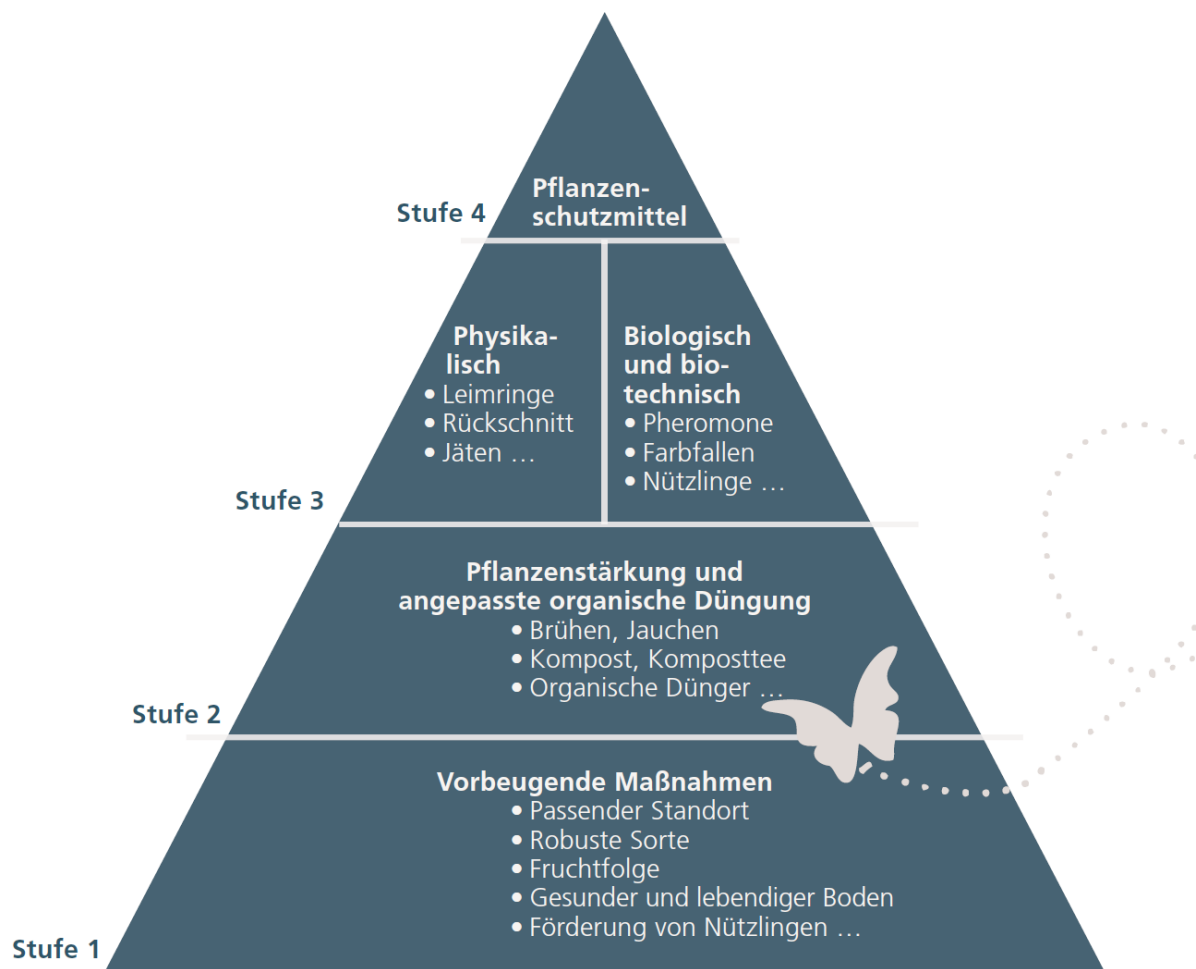 Pflanzen-
schutzmittel
Stufe 4
Physika-
lisch
• Leimringe
• Rückschnitt
• Jäten …
Biologisch
und bio-
technisch
• Pheromone
• Farbfallen
• Nützlinge …
Stufe 3
Pflanzenstärkung und
angepasste organische Düngung
• Brühen, Jauchen
• Kompost, Komposttee
• Organische Dünger …
Stufe 2
Vorbeugende Maßnahmen
• Passender Standort
• Robuste Sorte
• Fruchtfolge
• Gesunder und lebendiger Boden
• Förderung von Nützlingen …
Stufe 1